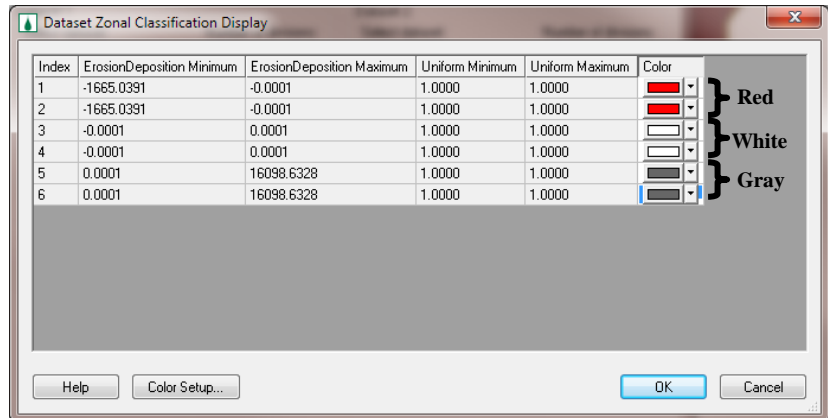 Dataset Zonal Classification Display
Index ErosionDeposition Minimum ErosionDeposition Maximum Uniform Minimum Uniform Maximum Color
1 -1665.0391 -0.0001 1.0000 1.0000
2 -1665.0391 -0.0001 1.0000 1.0000
Red
3 -0.0001 0.0001 1.0000 1.0000
4 -0.0001 0.0001 1.0000 1.0000
White
5 0.0001 16098.6328 1.0000 1.0000
6 0.0001 16098.6328 1.0000 1.0000
Gray
Help Color Setup... OK Cancel